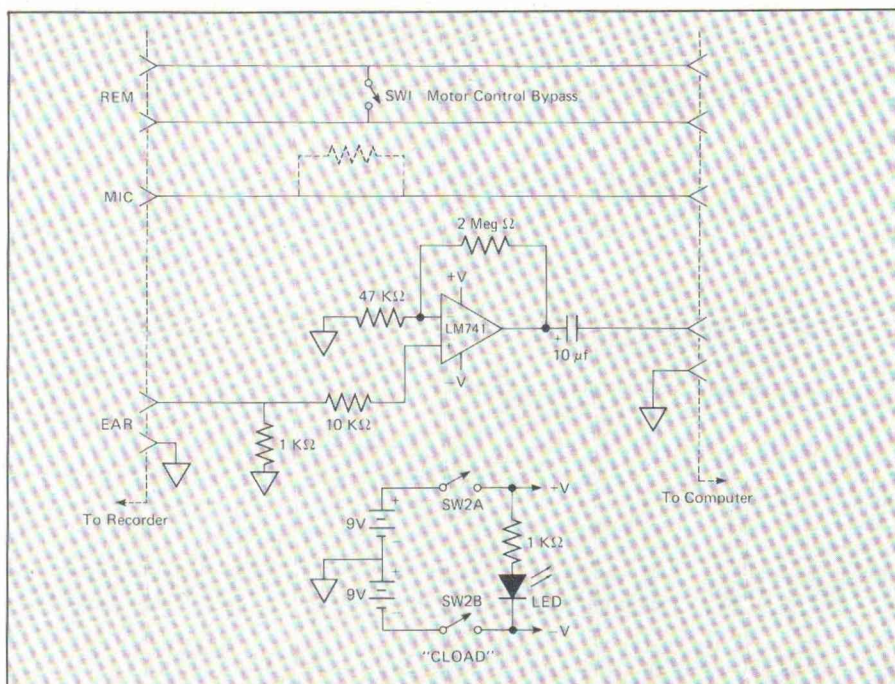 REM
SW1 Motor Control Bypass
MIC
2 Meg Ω
+V
47 KΩ
−
LM741
+
+
10 μf
−V
EAR
10 KΩ
1 KΩ
To Recorder
To Computer
+
SW2A
+V
9V
−
1 KΩ
+
9V
−
SW2B
LED
−V
"CLOAD"